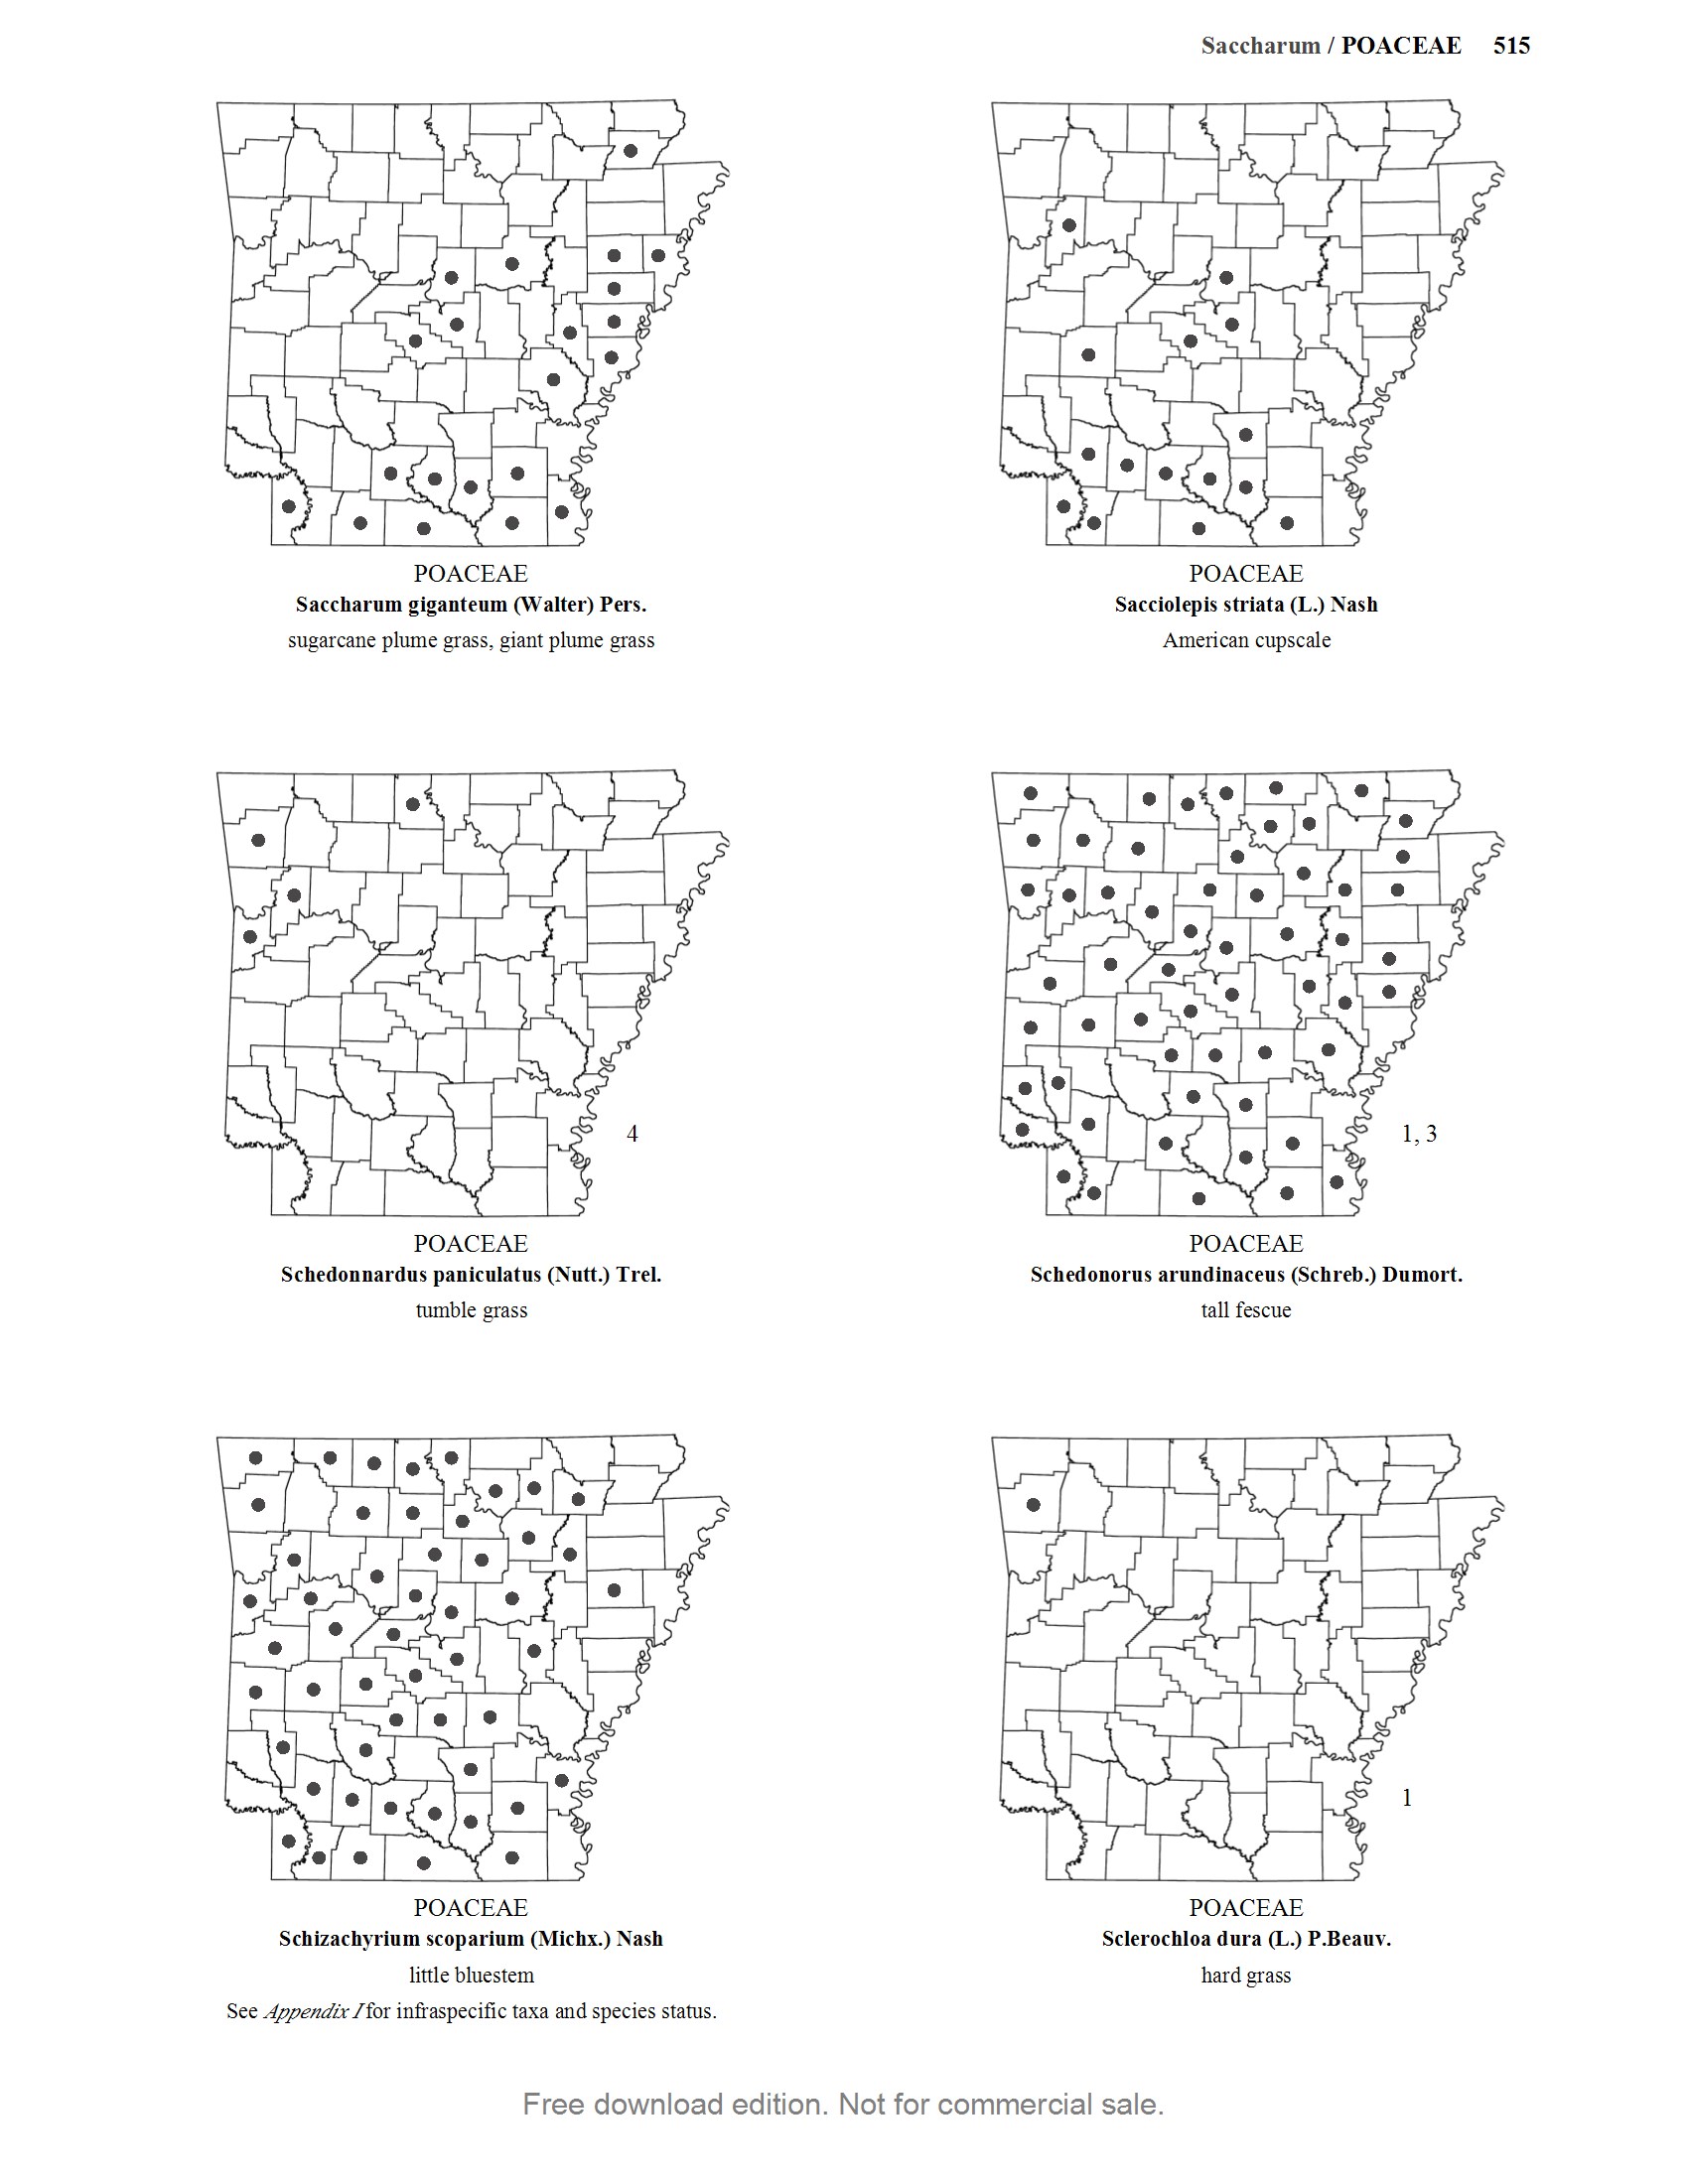 Saccharum / POACEAE 515
POACEAE
Saccharum giganteum (Walter) Pers.
sugarcane plume grass, giant plume grass
POACEAE
Sacciolepis striata (L.) Nash
American cupscale
4
POACEAE
Schedonnardus paniculatus (Nutt.) Trel.
tumble grass
1, 3
POACEAE
Schedonorus arundinaceus (Schreb.) Dumort.
tall fescue
POACEAE
Schizachyrium scoparium (Michx.) Nash
little bluestem
See Appendix I for infraspecific taxa and species status.
1
POACEAE
Sclerochloa dura (L.) P.Beauv.
hard grass
Free download edition. Not for commercial sale.